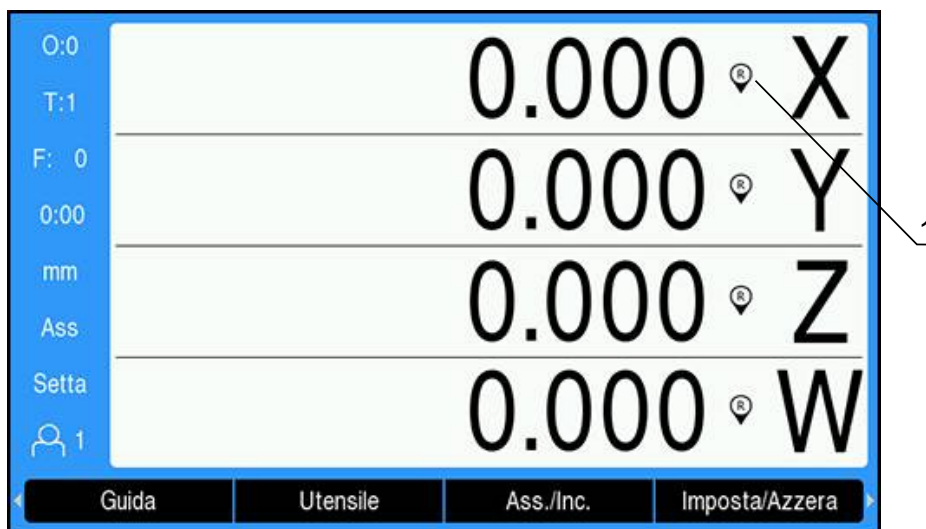 O:0
T:1
F: 0
0:00
mm
Ass
Setta
1
0.000 R X
0.000 R Y
0.000 R Z
0.000 R W
Guida Utensile Ass./Inc. Imposta/Azzera
1